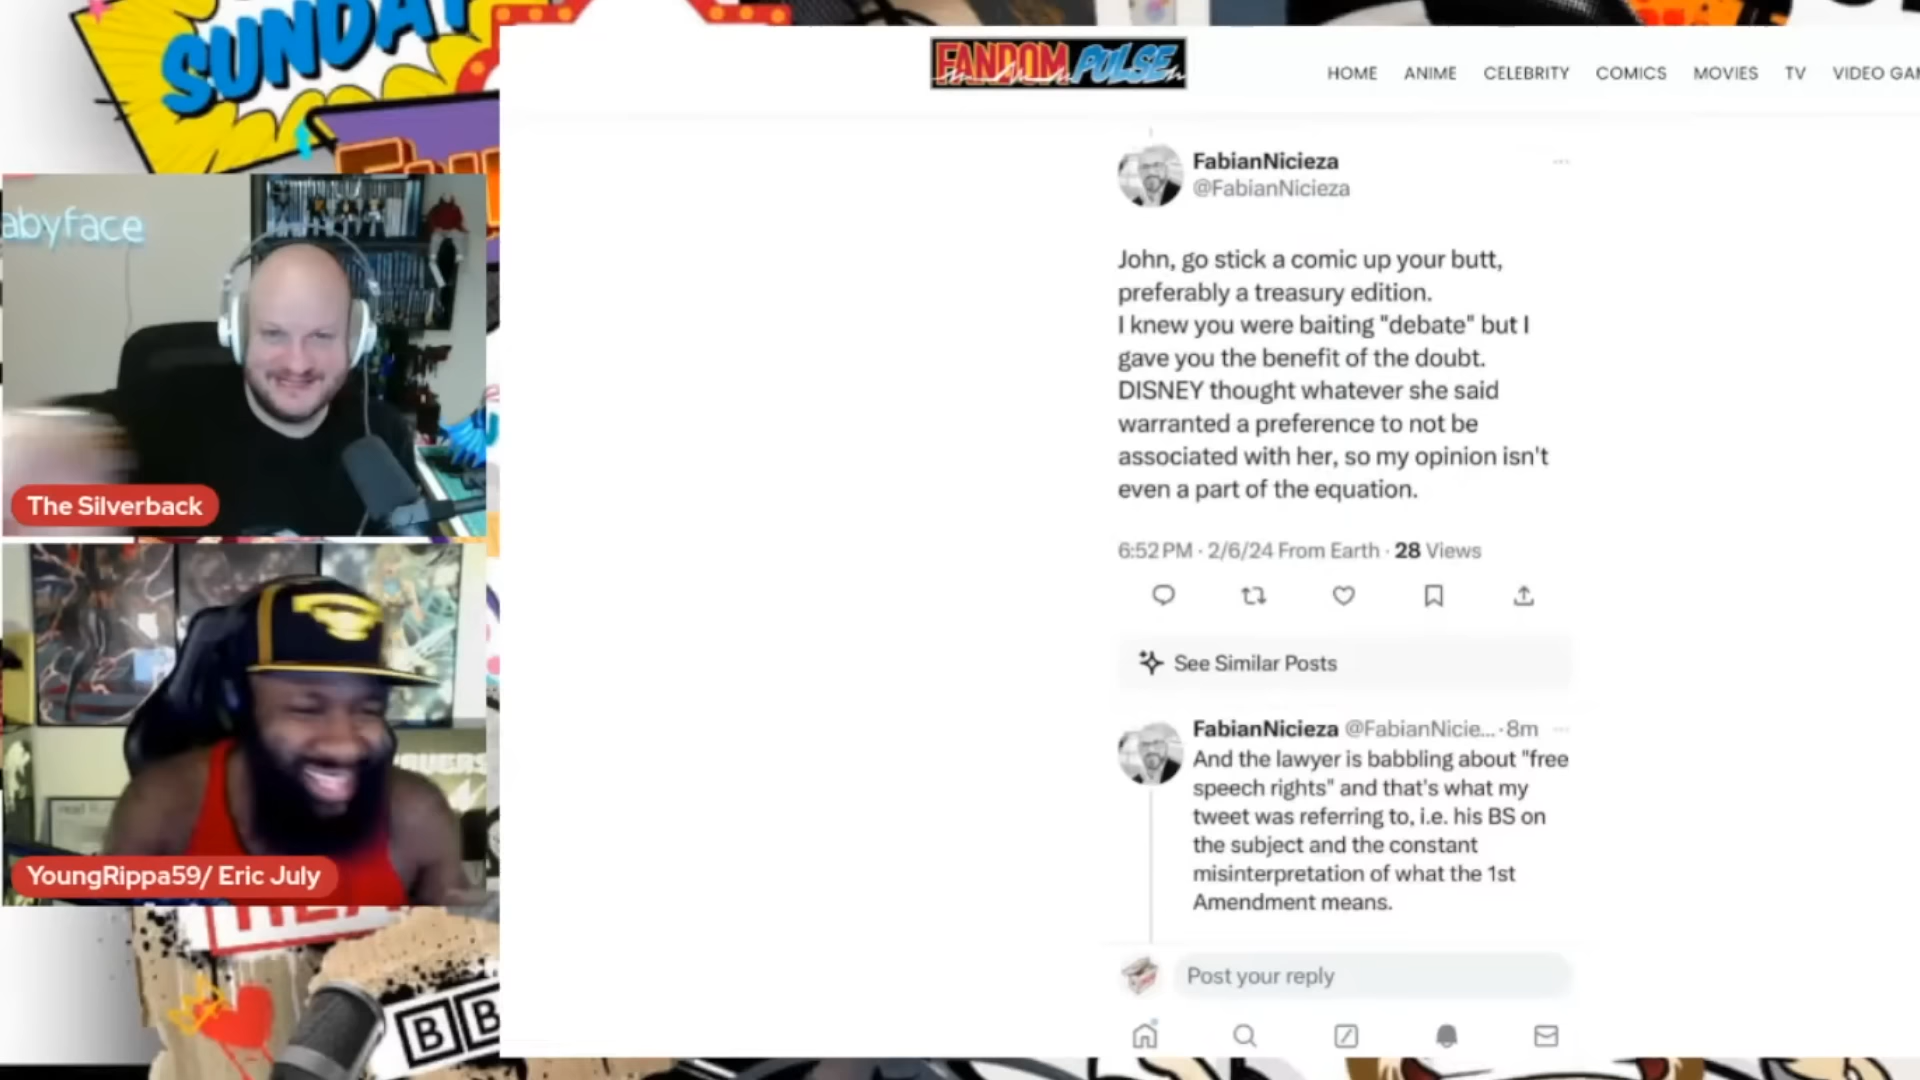 SUNDAY
FANDOM PULSE
HOME ANIME CELEBRITY COMICS MOVIES TV VIDEO GAM
abyface
The Silverback
YoungRippa59/ Eric July
FabianNicieza
@FabianNicieza
John, go stick a comic up your butt,
preferably a treasury edition.
I knew you were baiting "debate" but I
gave you the benefit of the doubt.
DISNEY thought whatever she said
warranted a preference to not be
associated with her, so my opinion isn't
even a part of the equation.
6:52 PM · 2/6/24 From Earth · 28 Views
See Similar Posts
FabianNicieza @FabianNicie... · 8m
And the lawyer is babbling about "free
speech rights" and that's what my
tweet was referring to, i.e. his BS on
the subject and the constant
misinterpretation of what the 1st
Amendment means.
Post your reply